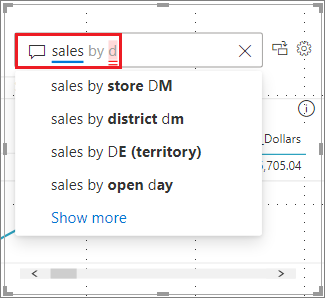 sales by d
sales by store DM
_Dollars
sales by district dm
sales by DE (territory)
,705.04
sales by open day
Show more